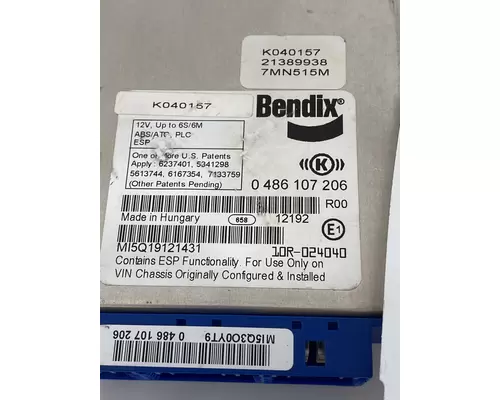 K040157
21389938
7MN515M
K040157
Bendix®
12V, Up to 6S/6M
ABS/ATC, PLC
ESP
One or more U.S. Patents
Apply: 6237401, 5341298
5613744, 6167354, 7133759
(Other Patents Pending)
K
0 486 107 206
R00
Made in Hungary
658
12192
E1
MI5Q19121431
10R-024040
Contains ESP Functionality. For Use Only on
VIN Chassis Originally Configured & Installed
MI5Q3O0YT9
0 486 107 206